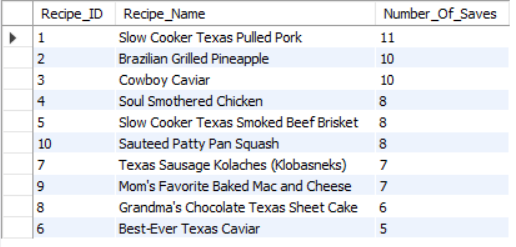 Recipe_ID Recipe_Name Number_Of_Saves
1 Slow Cooker Texas Pulled Pork 11
2 Brazilian Grilled Pineapple 10
3 Cowboy Caviar 10
4 Soul Smothered Chicken 8
5 Slow Cooker Texas Smoked Beef Brisket 8
10 Sauteed Patty Pan Squash 8
7 Texas Sausage Kolaches (Klobasneks) 7
9 Mom's Favorite Baked Mac and Cheese 7
8 Grandma's Chocolate Texas Sheet Cake 6
6 Best-Ever Texas Caviar 5